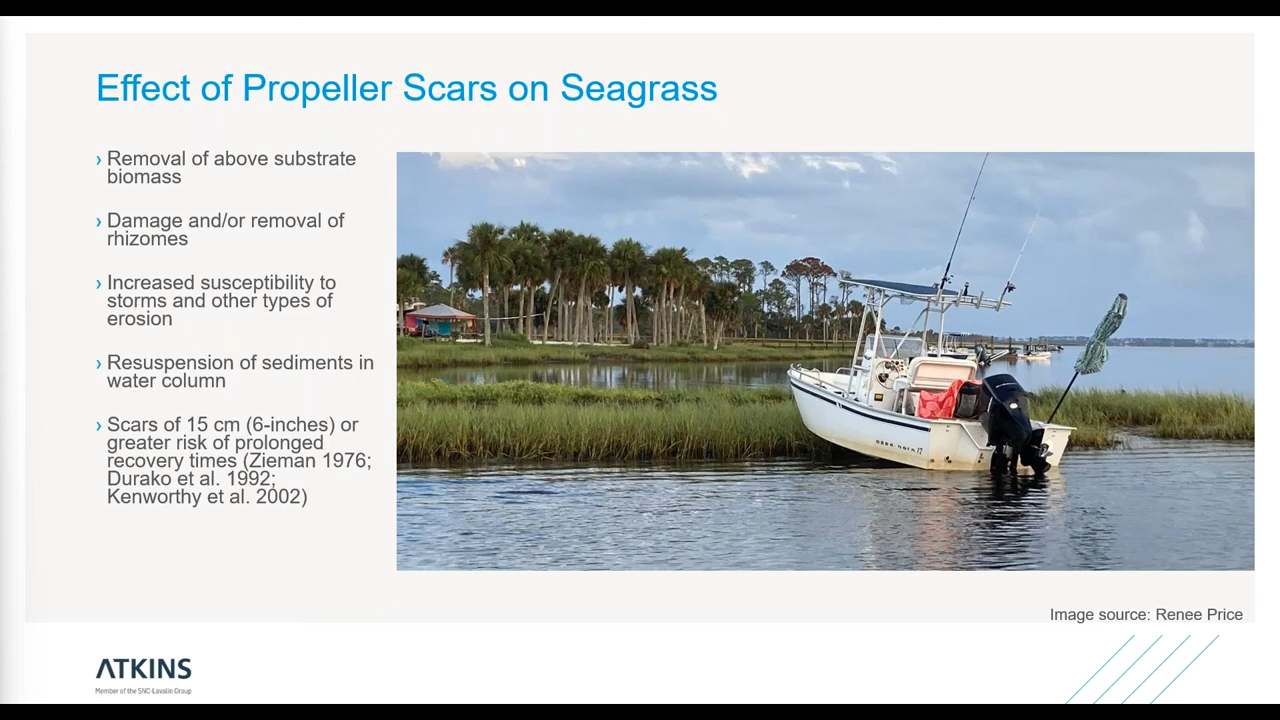 Effect of Propeller Scars on Seagrass
› Removal of above substrate
biomass
› Damage and/or removal of
rhizomes
› Increased susceptibility to
storms and other types of
erosion
› Resuspension of sediments in
water column
› Scars of 15 cm (6-inches) or
greater risk of prolonged
recovery times (Zieman 1976;
Durako et al. 1992;
Kenworthy et al. 2002)
cape horn 17
Image source: Renee Price
ATKINS
Member of the SNC-Lavalin Group